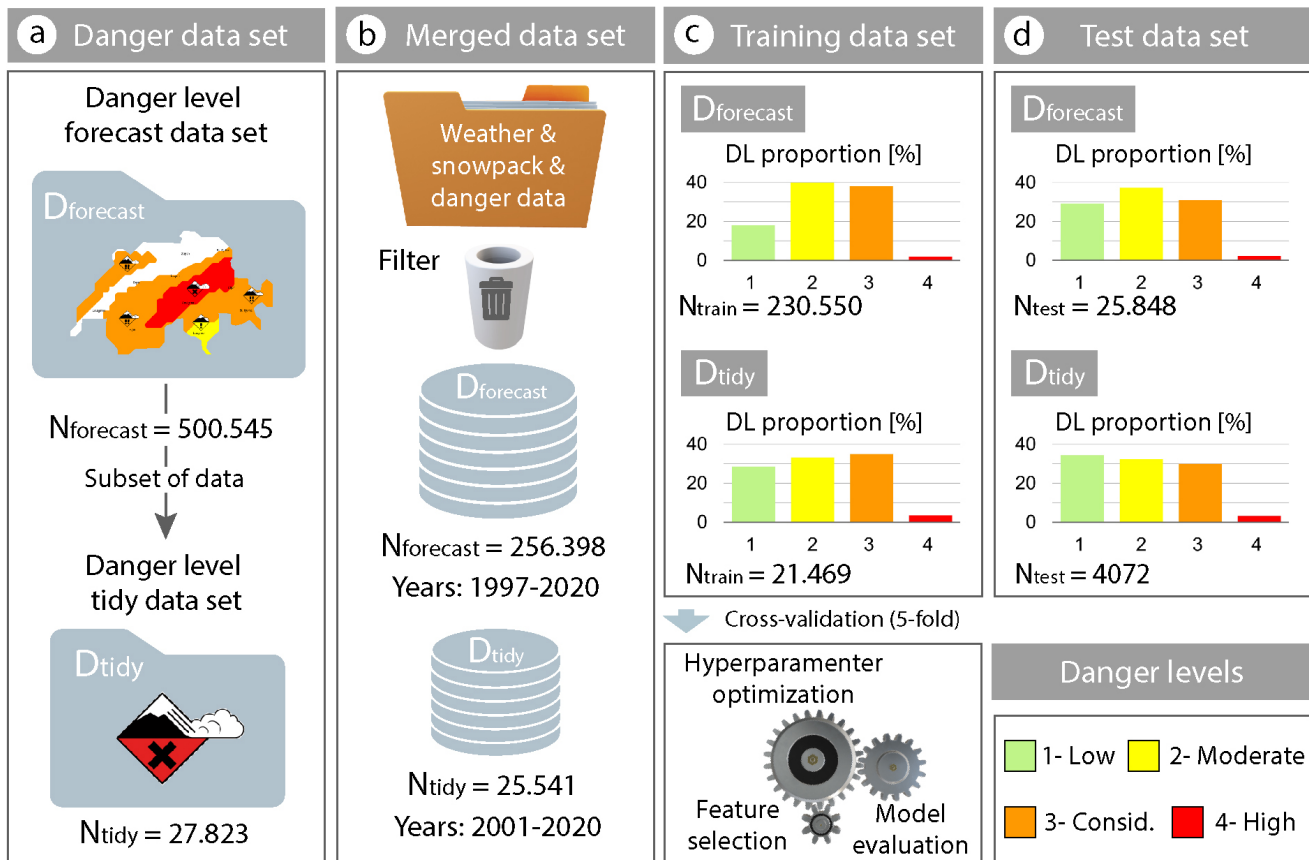 a Danger data set
Danger level
forecast data set
Dforecast
Nforecast = 500.545
Subset of data
Danger level
tidy data set
Dtidy
Ntidy = 27.823
b Merged data set
Weather &
snowpack &
danger data
Filter
Dforecast
Nforecast = 256.398
Years: 1997-2020
Dtidy
Ntidy = 25.541
Years: 2001-2020
c Training data set
Dforecast
DL proportion [%]
40
20
0
1 2 3 4
Ntrain = 230.550
Dtidy
DL proportion [%]
40
20
0
1 2 3 4
Ntrain = 21.469
Cross-validation (5-fold)
Hyperparamenter
optimization
Feature
selection
Model
evaluation
d Test data set
Dforecast
DL proportion [%]
40
20
0
1 2 3 4
Ntest = 25.848
Dtidy
DL proportion [%]
40
20
0
1 2 3 4
Ntest = 4072
Danger levels
1- Low 2- Moderate
3- Consid. 4- High